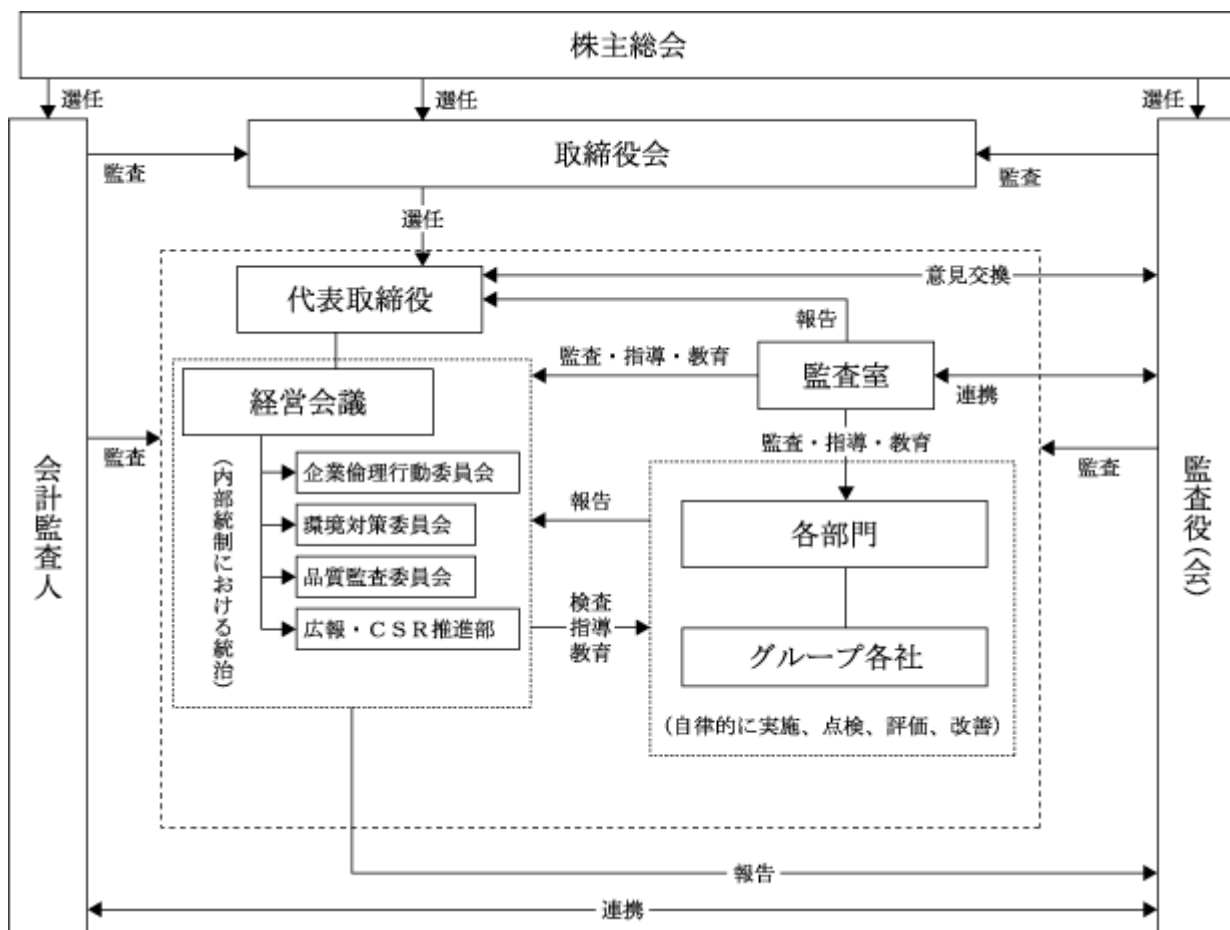 株主総会
選任
選任
選任
取締役会
監査
監査
選任
代表取締役
意見交換
報告
監査・指導・教育
監査室
連携
経営会議
監査・指導・教育
監査
監査
企業倫理行動委員会
環境対策委員会
品質監査委員会
広報・CSR推進部
(内部統制における統治)
報告
各部門
検査
指導
教育
グループ各社
(自律的に実施、点検、評価、改善)
会計監査人
監査役(会)
報告
連携